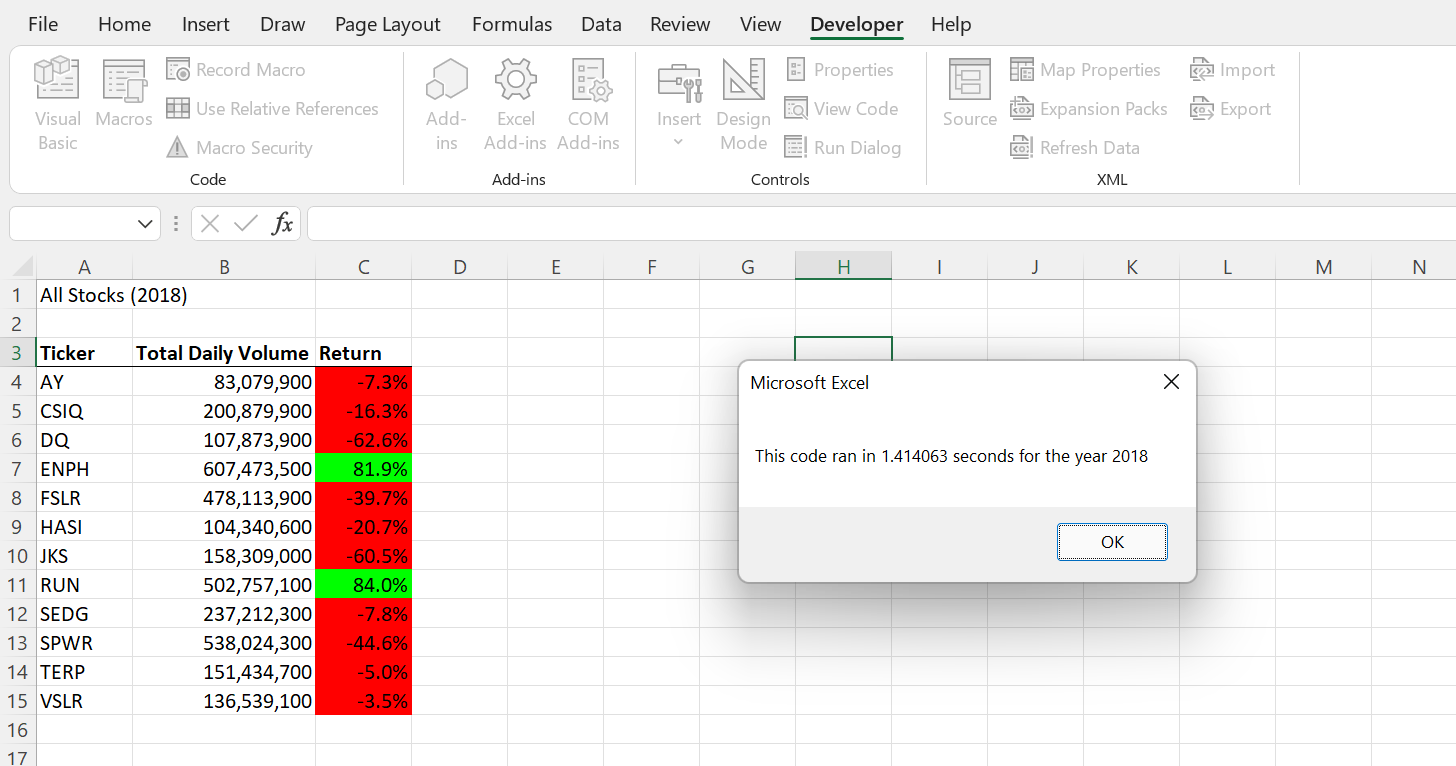 File Home Insert Draw Page Layout Formulas Data Review View Developer Help
Visual Basic
Macros
Record Macro
Use Relative References
Macro Security
Code
Add-ins
Excel Add-ins
COM Add-ins
Add-ins
Insert
Design Mode
Properties
View Code
Run Dialog
Controls
Source
Map Properties
Expansion Packs
Refresh Data
Import
Export
XML
fx
A B C D E F G H I J K L M N
1 All Stocks (2018)
2
3 Ticker Total Daily Volume Return
4 AY 83,079,900 -7.3%
5 CSIQ 200,879,900 -16.3%
6 DQ 107,873,900 -62.6%
7 ENPH 607,473,500 81.9%
8 FSLR 478,113,900 -39.7%
9 HASI 104,340,600 -20.7%
10 JKS 158,309,000 -60.5%
11 RUN 502,757,100 84.0%
12 SEDG 237,212,300 -7.8%
13 SPWR 538,024,300 -44.6%
14 TERP 151,434,700 -5.0%
15 VSLR 136,539,100 -3.5%
16
17
Microsoft Excel
This code ran in 1.414063 seconds for the year 2018
OK